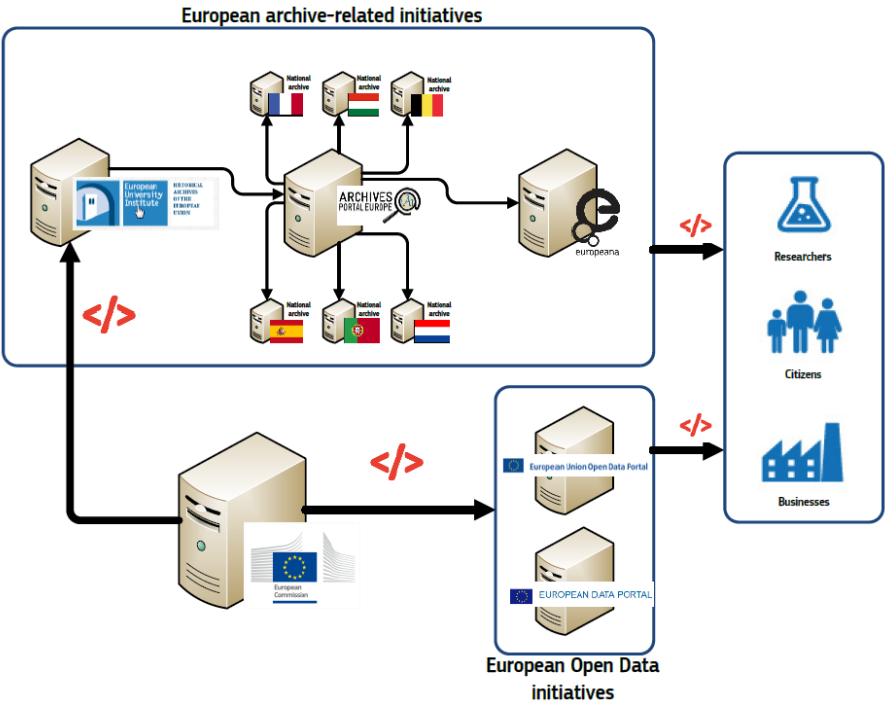 European archive-related initiatives
National
archive
National
archive
National
archive
European
University
Institute
HISTORICAL
ARCHIVES
OF THE
EUROPEAN
UNION
ARCHIVES
PORTAL EUROPE
europeana
National
archive
National
archive
National
archive
</>
Researchers
Citizens
Businesses
</>
</>
</>
European Union Open Data Portal
EUROPEAN DATA PORTAL
European
Commission
European Open Data
initiatives